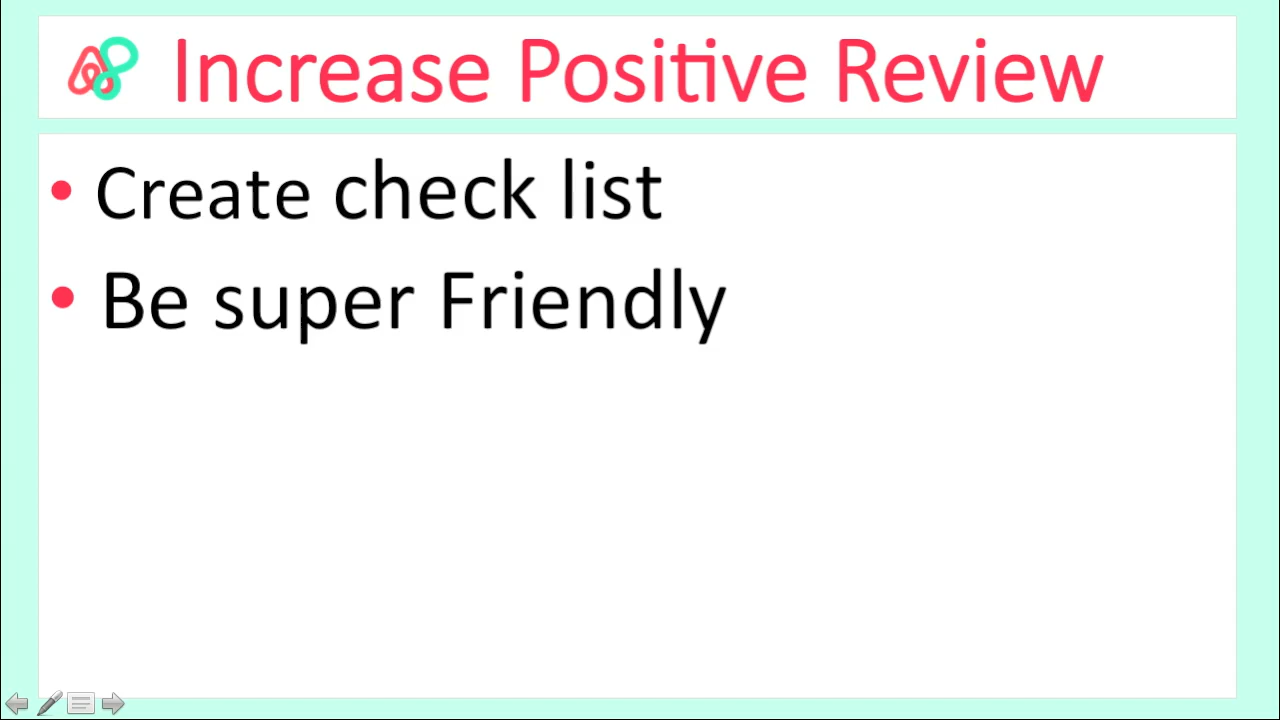 Increase Positive Review
• Create check list
• Be super Friendly